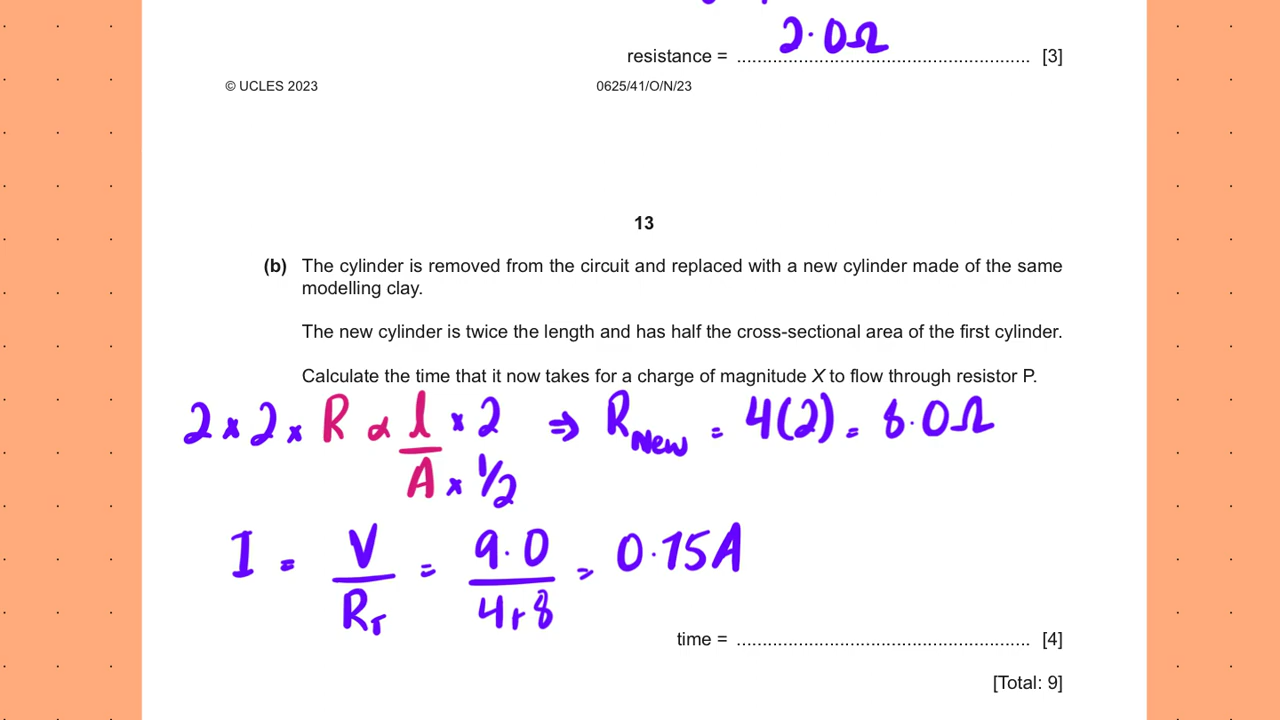 2.0Ω
resistance = ........................................................ [3]
© UCLES 2023
0625/41/O/N/23
13
(b) The cylinder is removed from the circuit and replaced with a new cylinder made of the same
modelling clay.
The new cylinder is twice the length and has half the cross-sectional area of the first cylinder.
Calculate the time that it now takes for a charge of magnitude X to flow through resistor P.
2 × 2 × R ∝ l × 2 / A × 1/2 ⇒ R_New = 4(2) = 8.0Ω
I = V / R_T = 9.0 / 4+8 = 0.75A
time = ........................................................ [4]
[Total: 9]